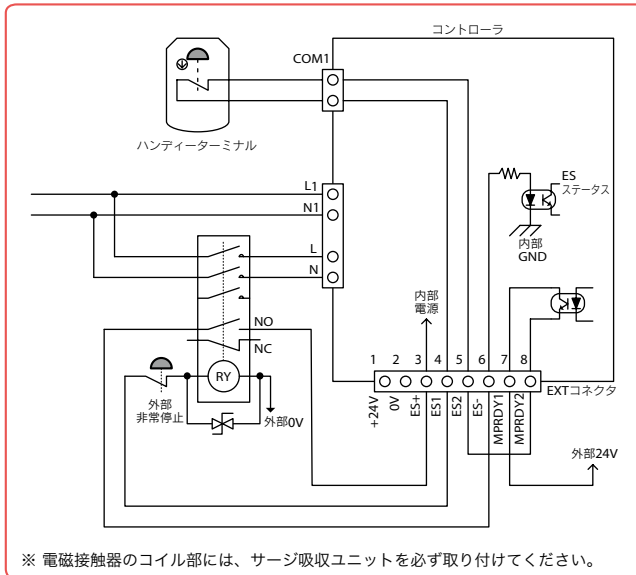 コントローラ
COM1
ハンディーターミナル
L1
N1
L
N
ES
ステータス
内部
GND
内部
電源
NO
NC
RY
外部
非常停止
外部0V
1 2 3 4 5 6 7 8
EXTコネクタ
+24V
0V
ES+
ES1
ES2
ES-
MPRDY1
MPRDY2
外部24V
※ 電磁接触器のコイル部には、サージ吸収ユニットを必ず取り付けてください。